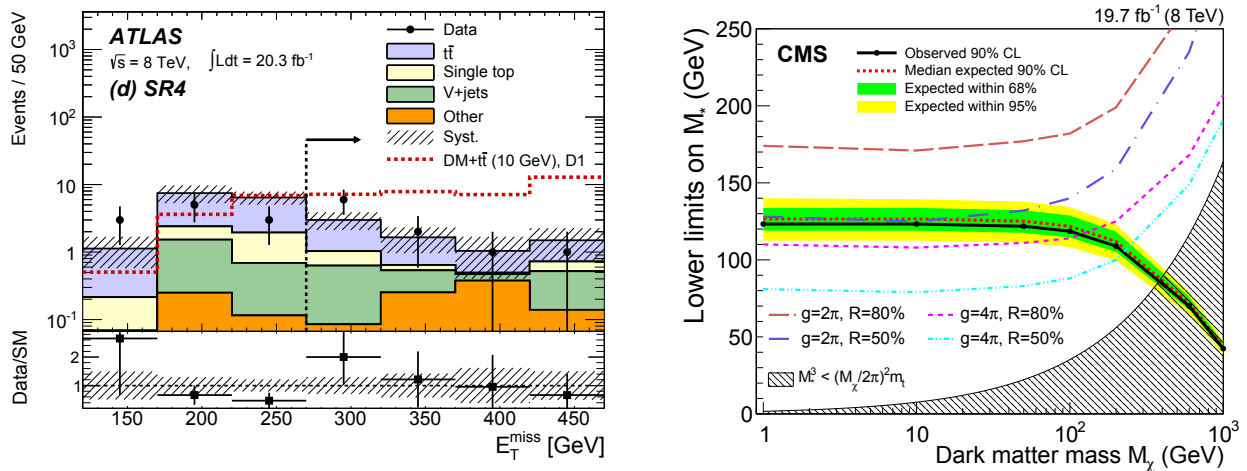 ATLAS
√s = 8 TeV, ∫Ldt = 20.3 fb⁻¹
(d) SR4
Data
tt̄
Single top
V+jets
Other
Syst.
DM+tt̄ (10 GeV), D1
Events / 50 GeV
10³
10²
10
1
10⁻¹
Data/SM
2
1
150 200 250 300 350 400 450
E_T^miss [GeV]
19.7 fb⁻¹ (8 TeV)
CMS
Observed 90% CL
Median expected 90% CL
Expected within 68%
Expected within 95%
Lower limits on M_* (GeV)
250
200
150
100
50
0
g=2π, R=80% g=4π, R=80%
g=2π, R=50% g=4π, R=50%
M_*³ < (M_χ/2π)² m_t
1 10 10² 10³
Dark matter mass M_χ (GeV)